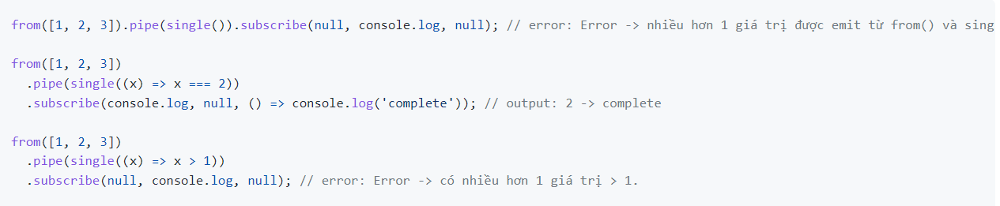 from([1, 2, 3]).pipe(single()).subscribe(null, console.log, null); // error: Error -> nhiều hơn 1 giá trị được emit từ from() và sing
from([1, 2, 3])
  .pipe(single((x) => x === 2))
  .subscribe(console.log, null, () => console.log('complete')); // output: 2 -> complete
from([1, 2, 3])
  .pipe(single((x) => x > 1))
  .subscribe(null, console.log, null); // error: Error -> có nhiều hơn 1 giá trị > 1.